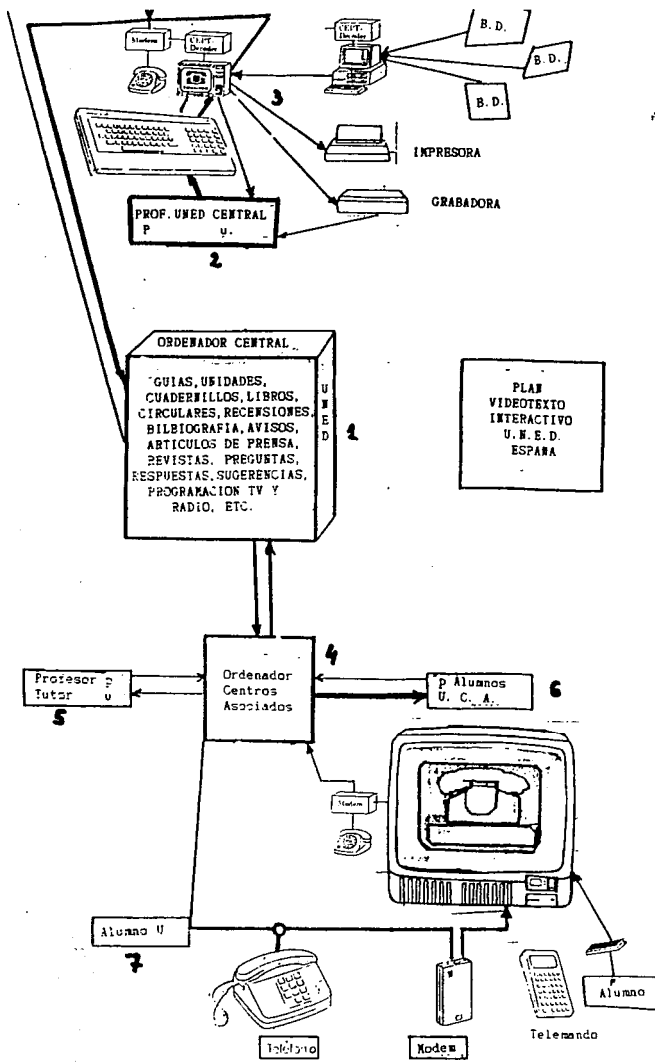 Modem
CEPT-
Decoder
CEPT-
Decoder
B. D.
B. D.
B. D.
3
IMPRESORA
GRABADORA
PROF. UNED CENTRAL
P u.
2
ORDENADOR CENTRAL
UNED
GUIAS, UNIDADES,
CUADERNILLOS, LIBROS,
CIRCULARES, RECENSIONES,
BILBIOGRAFIA, AVISOS,
ARTICULOS DE PRENSA,
REVISTAS, PREGUNTAS,
RESPUESTAS, SUGERENCIAS,
PROGRAMACION TV Y
RADIO, ETC.
1
PLAN
VIDEOTEXTO
INTERACTIVO
U.N.E.D.
ESPAÑA
4
Ordenador
Centros
Asociados
Profesor p
Tutor u
5
p Alumnos
U. C. A.
6
Modem
Alumno U
7
Teléfono
Modem
Telemando
Alumno